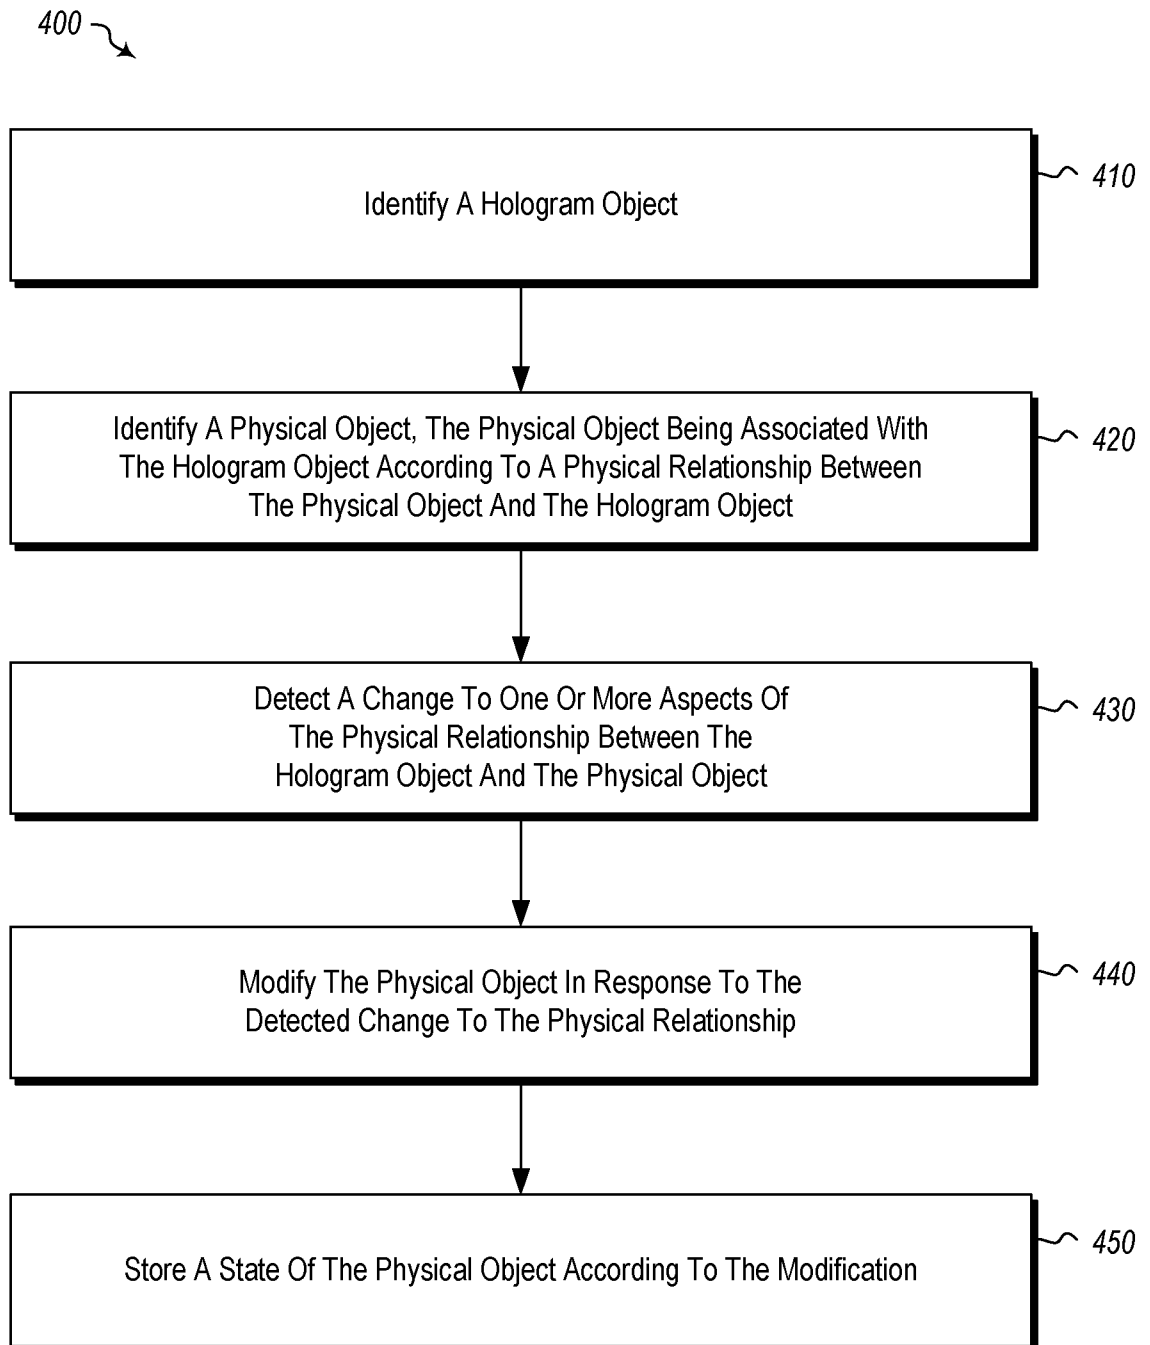 400
Identify A Hologram Object
410
Identify A Physical Object, The Physical Object Being Associated With
The Hologram Object According To A Physical Relationship Between
The Physical Object And The Hologram Object
420
Detect A Change To One Or More Aspects Of
The Physical Relationship Between The
Hologram Object And The Physical Object
430
Modify The Physical Object In Response To The
Detected Change To The Physical Relationship
440
Store A State Of The Physical Object According To The Modification
450